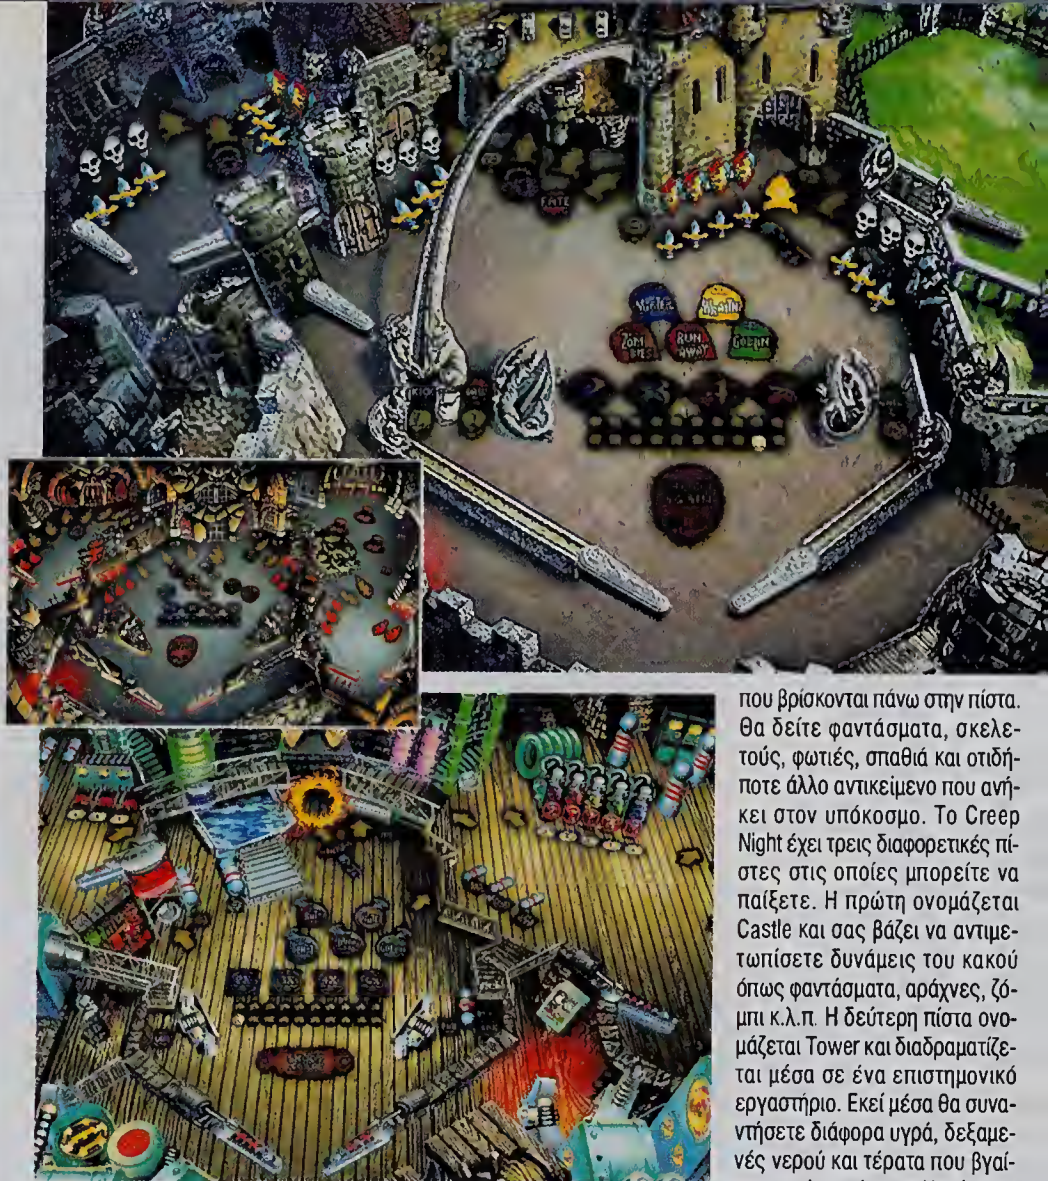 FATE
ZOM
BIES
RUN
AWAY
GOBLIN
KICK
που βρίσκονται πάνω στην πίστα.
Θα δείτε φαντάσματα, σκελε-
τούς, φωτιές, σπαθιά και οτιδή-
ποτε άλλο αντικείμενο που ανή-
κει στον υπόκοσμο. Το Creep
Night έχει τρεις διαφορετικές πί-
στες στις οποίες μπορείτε να
παίξετε. Η πρώτη ονομάζεται
Castle και σας βάζει να αντιμε-
τωπίσετε δυνάμεις του κακού
όπως φαντάσματα, αράχνες, ζό-
μπι κ.λ.π. Η δεύτερη πίστα ονο-
μάζεται Tower και διαδραματίζε-
ται μέσα σε ένα επιστημονικό
εργαστήριο. Εκεί μέσα θα συνα-
ντήσετε διάφορα υγρά, δεξαμε-
νές νερού και τέρατα που βγαί-